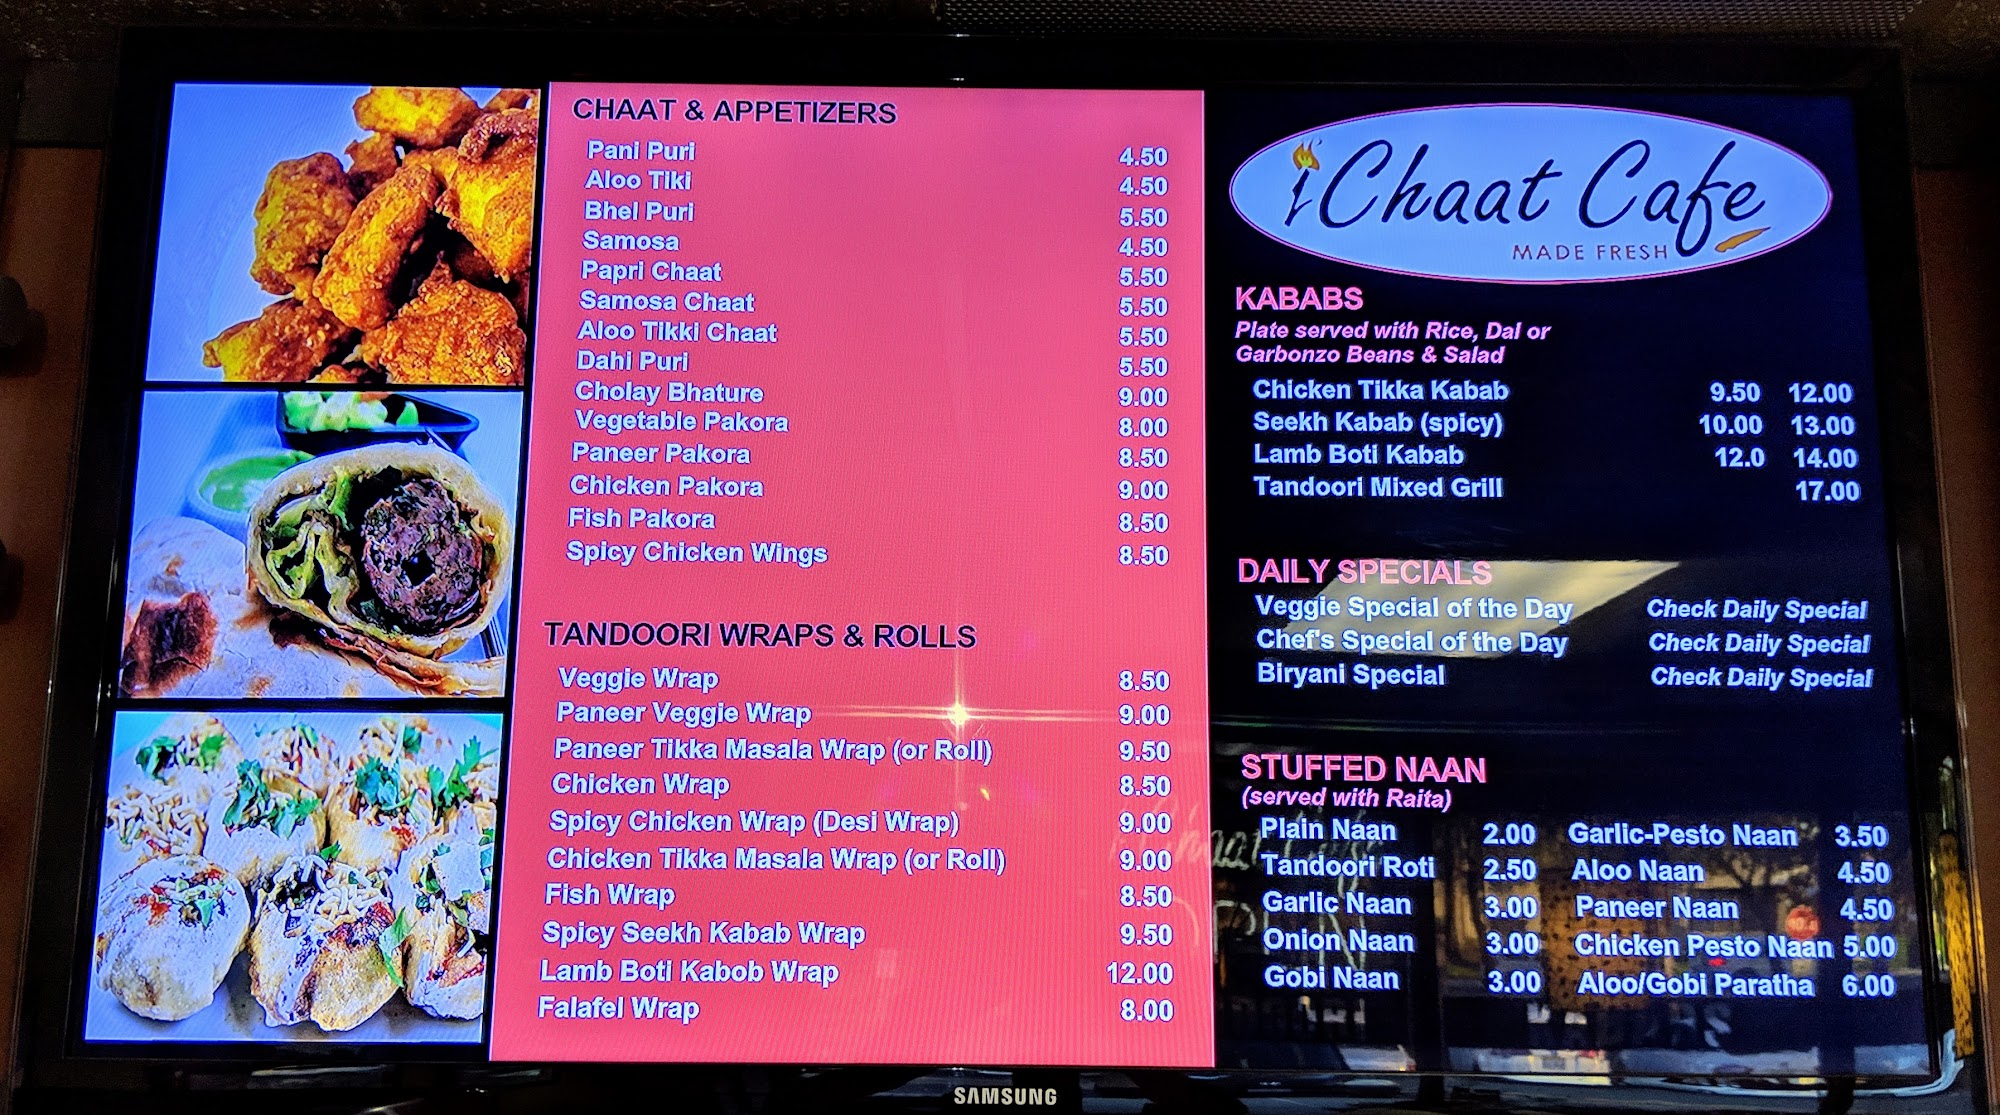 CHAAT & APPETIZERS
Pani Puri 4.50
Aloo Tiki 4.50
Bhel Puri 5.50
Samosa 4.50
Papri Chaat 5.50
Samosa Chaat 5.50
Aloo Tikki Chaat 5.50
Dahi Puri 5.50
Cholay Bhature 9.00
Vegetable Pakora 8.00
Paneer Pakora 8.50
Chicken Pakora 9.00
Fish Pakora 8.50
Spicy Chicken Wings 8.50
TANDOORI WRAPS & ROLLS
Veggie Wrap 8.50
Paneer Veggie Wrap 9.00
Paneer Tikka Masala Wrap (or Roll) 9.50
Chicken Wrap 8.50
Spicy Chicken Wrap (Desi Wrap) 9.00
Chicken Tikka Masala Wrap (or Roll) 9.00
Fish Wrap 8.50
Spicy Seekh Kabab Wrap 9.50
Lamb Boti Kabob Wrap 12.00
Falafel Wrap 8.00
iChaat Cafe
MADE FRESH
KABABS
Plate served with Rice, Dal or
Garbonzo Beans & Salad
Chicken Tikka Kabab 9.50 12.00
Seekh Kabab (spicy) 10.00 13.00
Lamb Boti Kabab 12.0 14.00
Tandoori Mixed Grill 17.00
DAILY SPECIALS
Veggie Special of the Day Check Daily Special
Chef's Special of the Day Check Daily Special
Biryani Special Check Daily Special
STUFFED NAAN
(served with Raita)
Plain Naan 2.00 Garlic-Pesto Naan 3.50
Tandoori Roti 2.50 Aloo Naan 4.50
Garlic Naan 3.00 Paneer Naan 4.50
Onion Naan 3.00 Chicken Pesto Naan 5.00
Gobi Naan 3.00 Aloo/Gobi Paratha 6.00
SAMSUNG